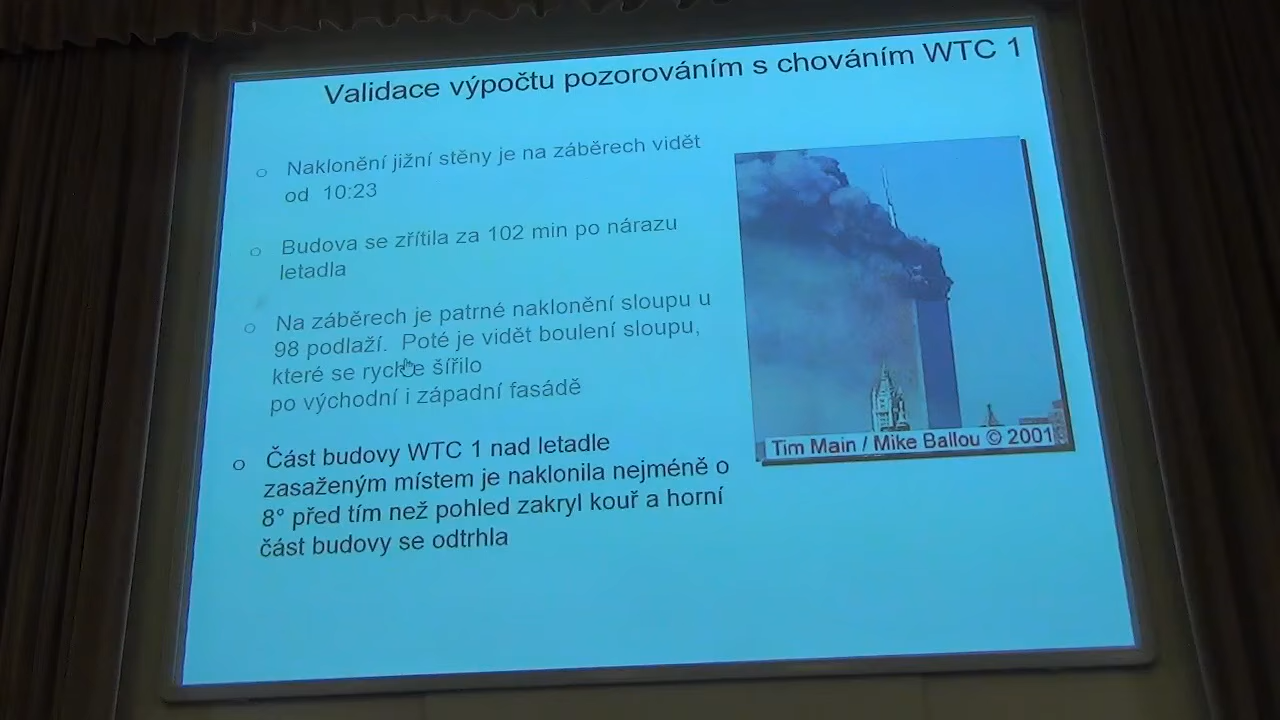 Validace výpočtu pozorováním s chováním WTC 1
Naklonění jižní stěny je na záběrech vidět
od 10:23
Budova se zřítila za 102 min po nárazu
letadla
Na záběrech je patrné naklonění sloupu u
98 podlaží. Poté je vidět boulení sloupu,
které se rychle šířilo
po východní i západní fasádě
Část budovy WTC 1 nad letadle
zasaženým místem je naklonila nejméně o
8° před tím než pohled zakryl kouř a horní
část budovy se odtrhla
Tim Main / Mike Ballou © 2001